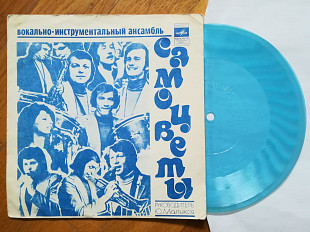 вокально-инструментальный ансамбль
Самоцветы
РУКОВОДИТЕЛЬ
Ю. Маликов